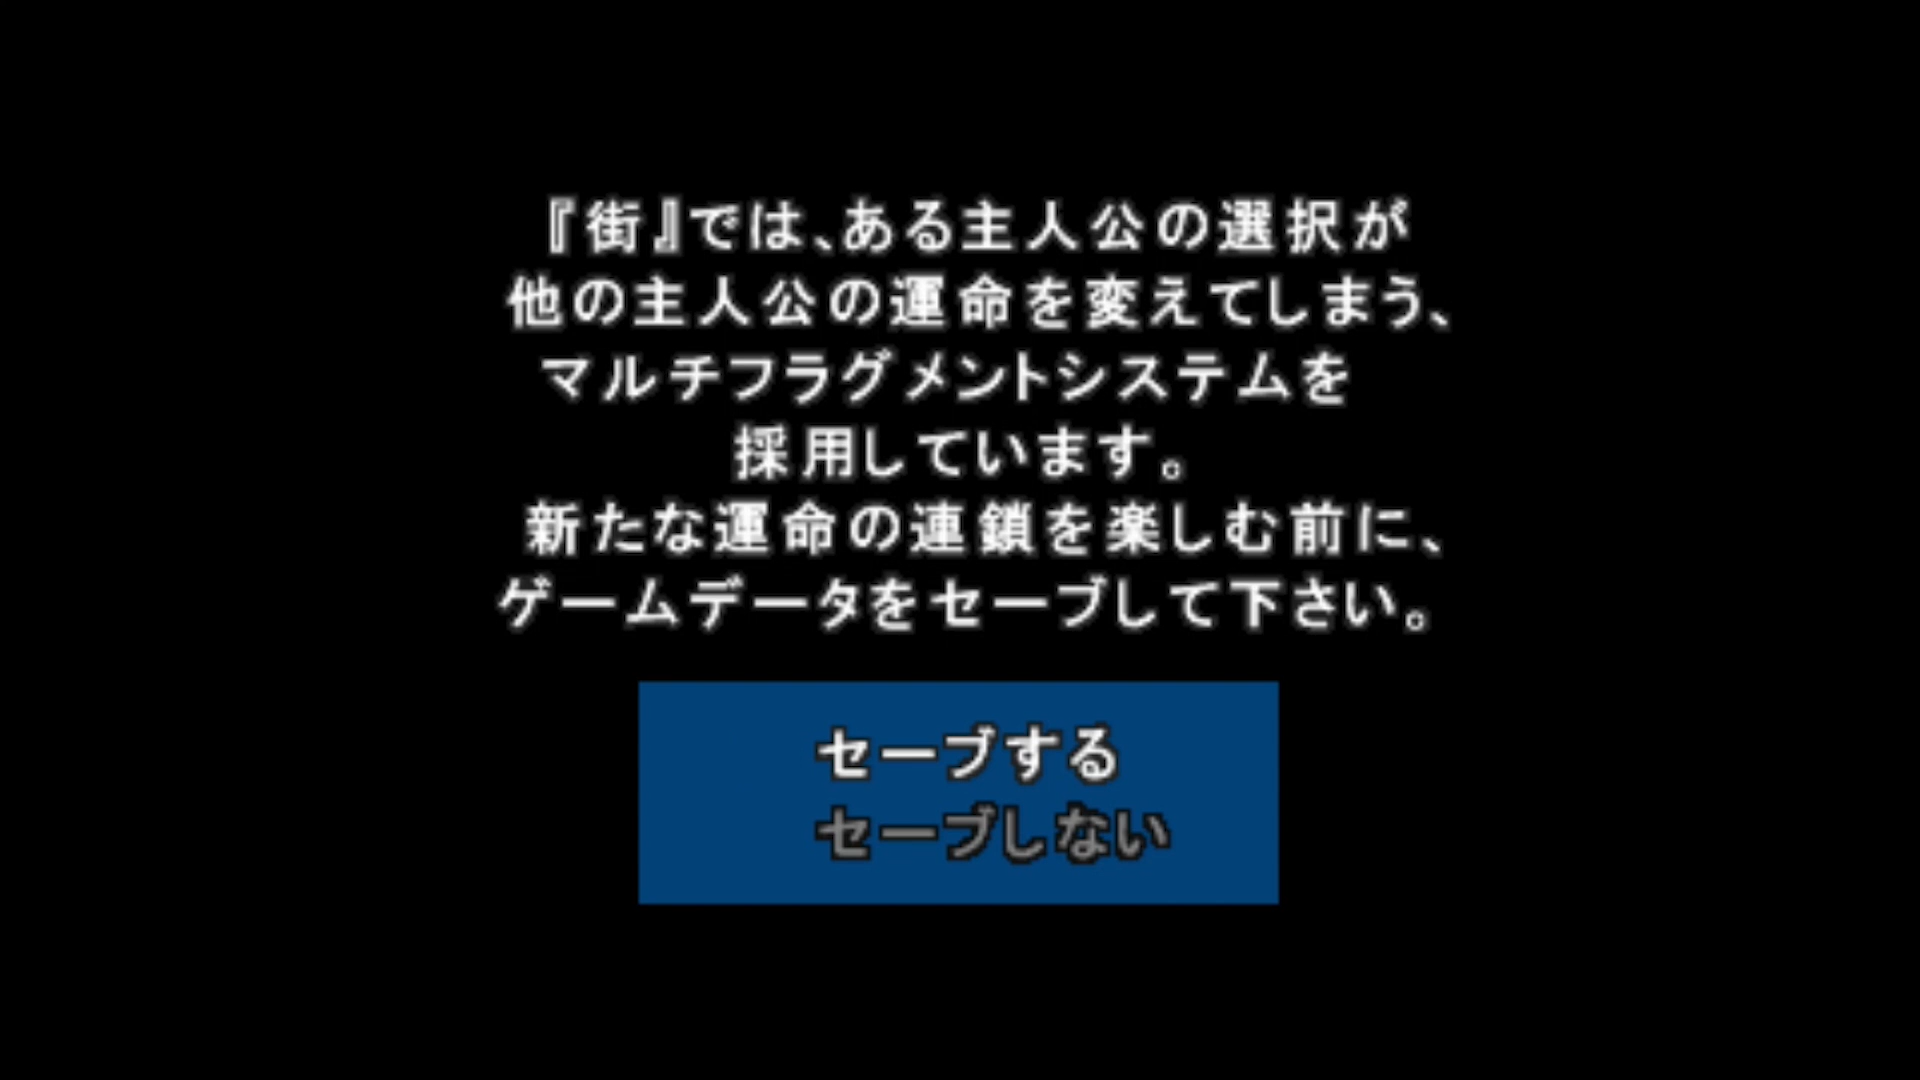 『街』では、ある主人公の選択が
他の主人公の運命を変えてしまう、
マルチフラグメントシステムを
採用しています。
新たな運命の連鎖を楽しむ前に、
ゲームデータをセーブして下さい。
セーブする
セーブしない